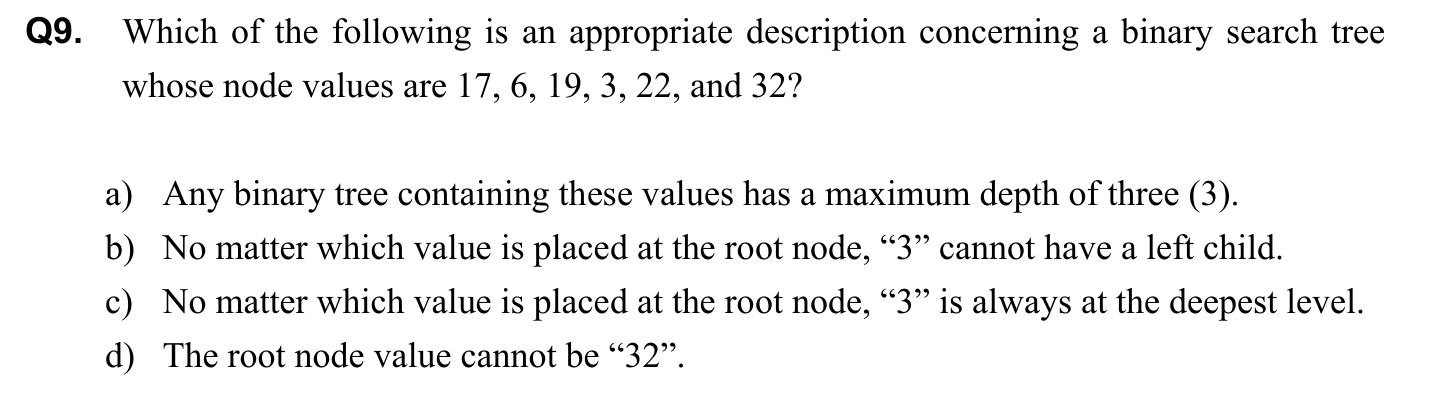 Q9. Which of the following is an appropriate description concerning a binary search tree
whose node values are 17, 6, 19, 3, 22, and 32?
a) Any binary tree containing these values has a maximum depth of three (3).
b) No matter which value is placed at the root node, “3” cannot have a left child.
c) No matter which value is placed at the root node, “3” is always at the deepest level.
d) The root node value cannot be “32”.